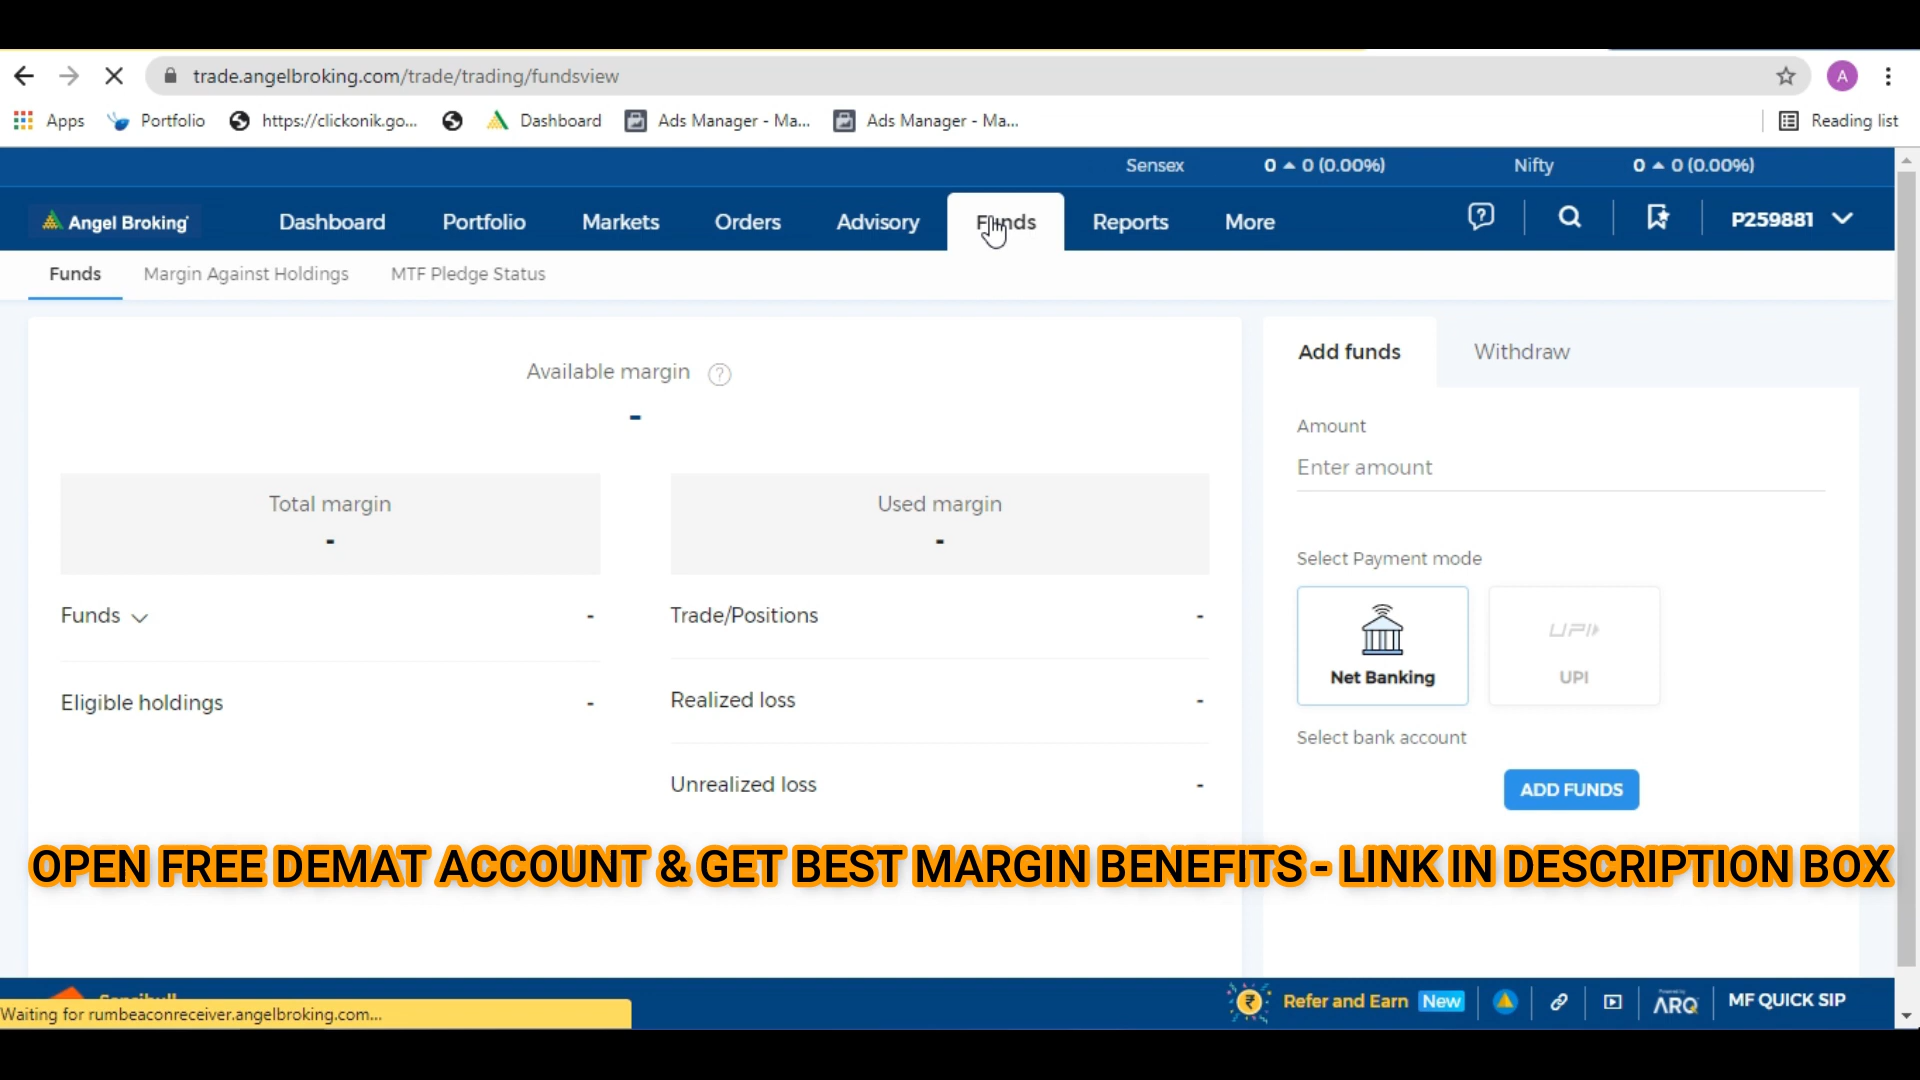 trade.angelbroking.com/trade/trading/fundsview
A
Apps Portfolio https://clickonik.go... Dashboard Ads Manager - Ma... Ads Manager - Ma... Reading list
Sensex 0 0 (0.00%) Nifty 0 0 (0.00%)
Angel Broking Dashboard Portfolio Markets Orders Advisory Funds Reports More P259881
Funds Margin Against Holdings MTF Pledge Status
Add funds Withdraw
Available margin ?
-
Amount
Enter amount
Total margin Used margin
- -
Select Payment mode
Funds - Trade/Positions -
UPI
Net Banking UPI
Eligible holdings - Realized loss -
Select bank account
Unrealized loss -
ADD FUNDS
OPEN FREE DEMAT ACCOUNT & GET BEST MARGIN BENEFITS - LINK IN DESCRIPTION BOX
Refer and Earn New ARQ MF QUICK SIP
Waiting for rumbeaconreceiver.angelbroking.com...